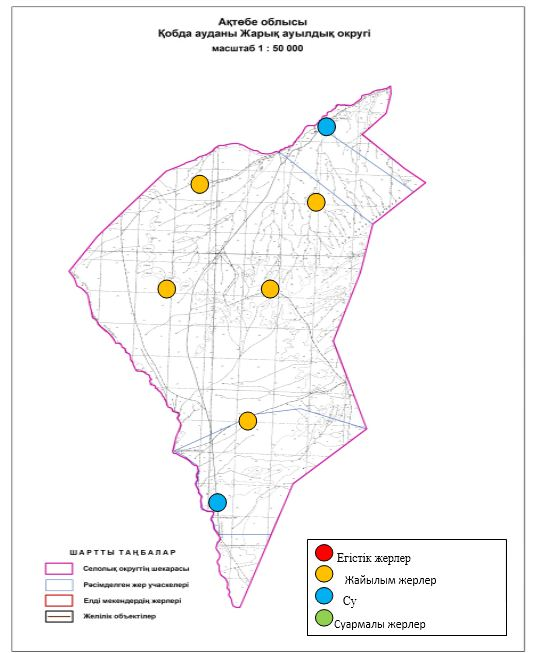 Ақтөбе облысы
Қобда ауданы Жарық ауылдық округі
масштаб 1 : 50 000
ШАРТТЫ ТАҢБАЛАР
Селолық округтің шекарасы
Рәсімделген жер учаскелері
Елді мекендердің жерлері
Желілік объектілер
Егістік жерлер
Жайылым жерлер
Су
Суармалы жерлер